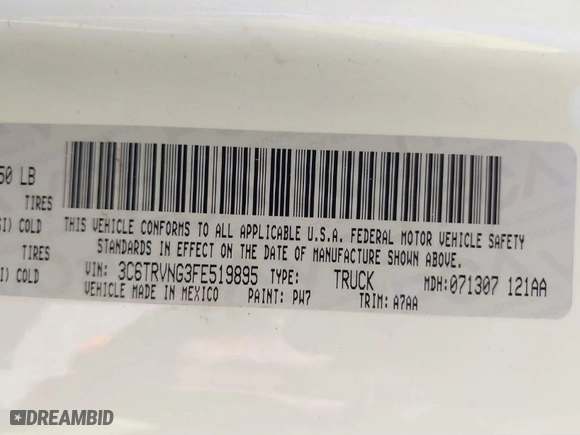 50 LB
TIRES
SI) COLD
TIRES
SI) COLD
THIS VEHICLE CONFORMS TO ALL APPLICABLE U.S.A. FEDERAL MOTOR VEHICLE SAFETY
STANDARDS IN EFFECT ON THE DATE OF MANUFACTURE SHOWN ABOVE.
VIN: 3C6TRVNG3FE519895 TYPE: TRUCK MDH: 071307 121AA
VEHICLE MADE IN MEXICO PAINT: PW7 TRIM: A7AA
DREAMBID